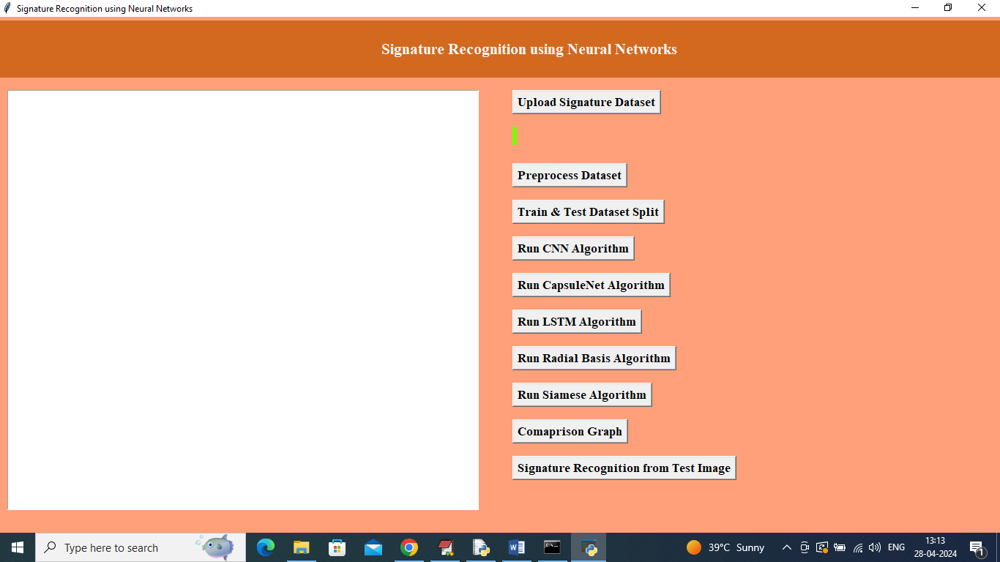 Signature Recognition using Neural Networks
Signature Recognition using Neural Networks
Upload Signature Dataset
Preprocess Dataset
Train & Test Dataset Split
Run CNN Algorithm
Run CapsuleNet Algorithm
Run LSTM Algorithm
Run Radial Basis Algorithm
Run Siamese Algorithm
Comaprison Graph
Signature Recognition from Test Image
Type here to search
W
39°C Sunny
ENG
13:13
28-04-2024
1